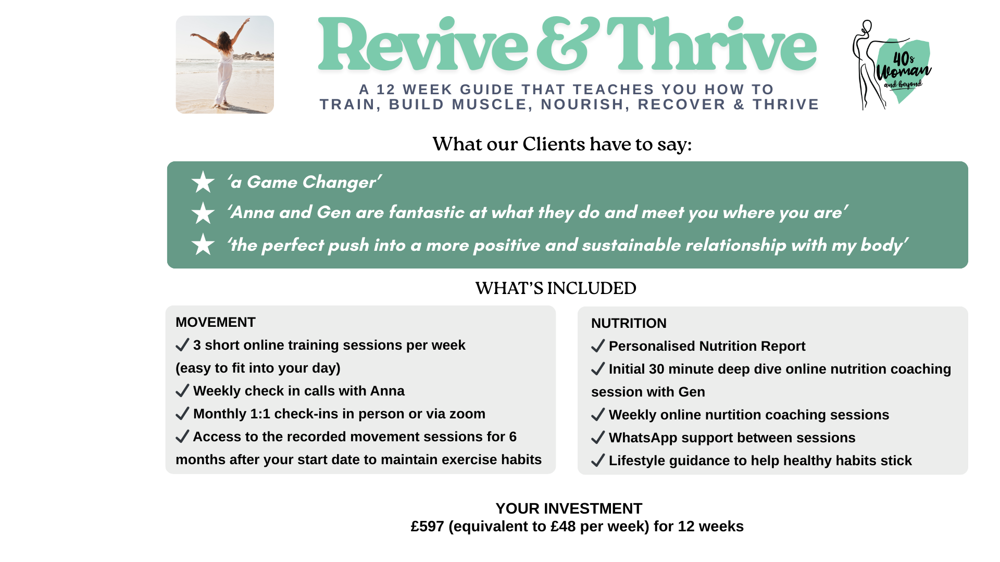 Revive & Thrive
A 12 WEEK GUIDE THAT TEACHES YOU HOW TO
TRAIN, BUILD MUSCLE, NOURISH, RECOVER & THRIVE
40s
Woman
and beyond
What our Clients have to say:
★ ‘a Game Changer’
★ ‘Anna and Gen are fantastic at what they do and meet you where you are’
★ ‘the perfect push into a more positive and sustainable relationship with my body’
WHAT’S INCLUDED
MOVEMENT
✓ 3 short online training sessions per week
(easy to fit into your day)
✓ Weekly check in calls with Anna
✓ Monthly 1:1 check-ins in person or via zoom
✓ Access to the recorded movement sessions for 6
months after your start date to maintain exercise habits
NUTRITION
✓ Personalised Nutrition Report
✓ Initial 30 minute deep dive online nutrition coaching
session with Gen
✓ Weekly online nurtition coaching sessions
✓ WhatsApp support between sessions
✓ Lifestyle guidance to help healthy habits stick
YOUR INVESTMENT
£597 (equivalent to £48 per week) for 12 weeks